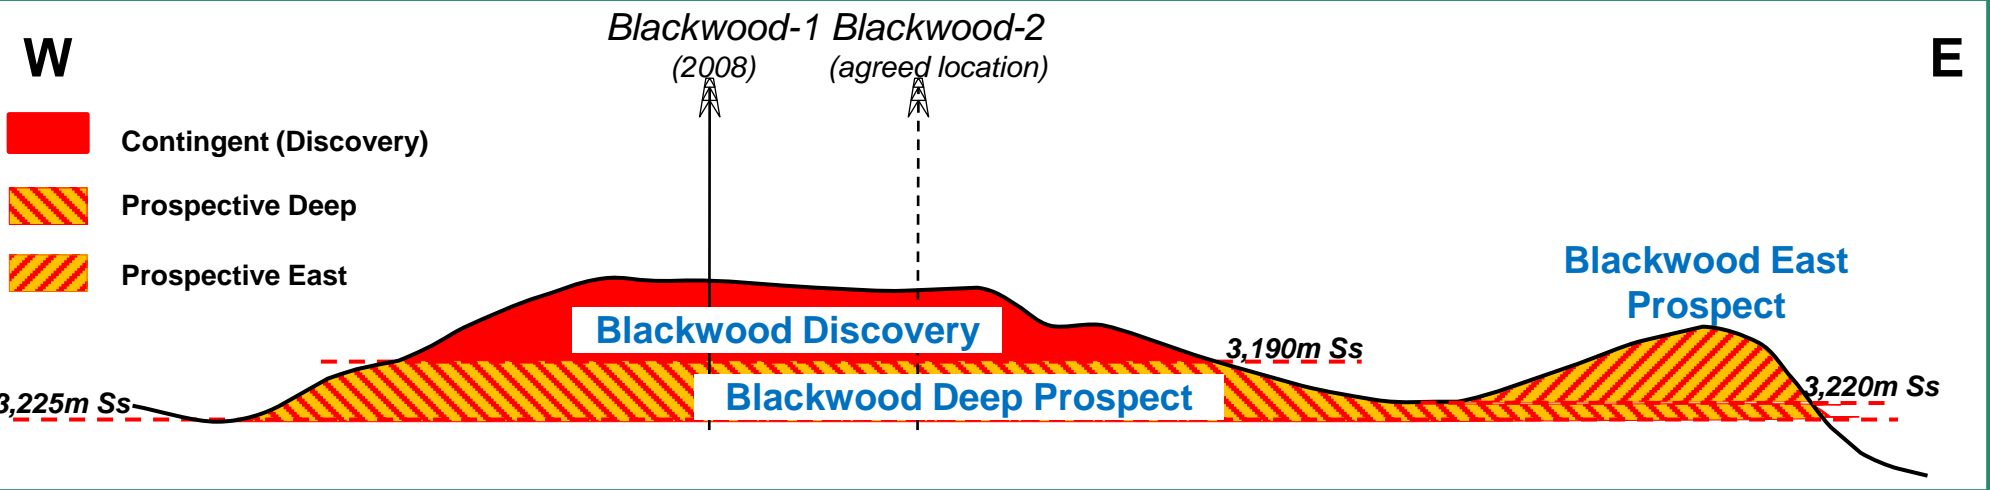 W
Blackwood-1 Blackwood-2
(2008) (agreed location)
E
Contingent (Discovery)
Prospective Deep
Prospective East
Blackwood East
Prospect
Blackwood Discovery
3,190m Ss
Blackwood Deep Prospect
3,220m Ss
3,225m Ss